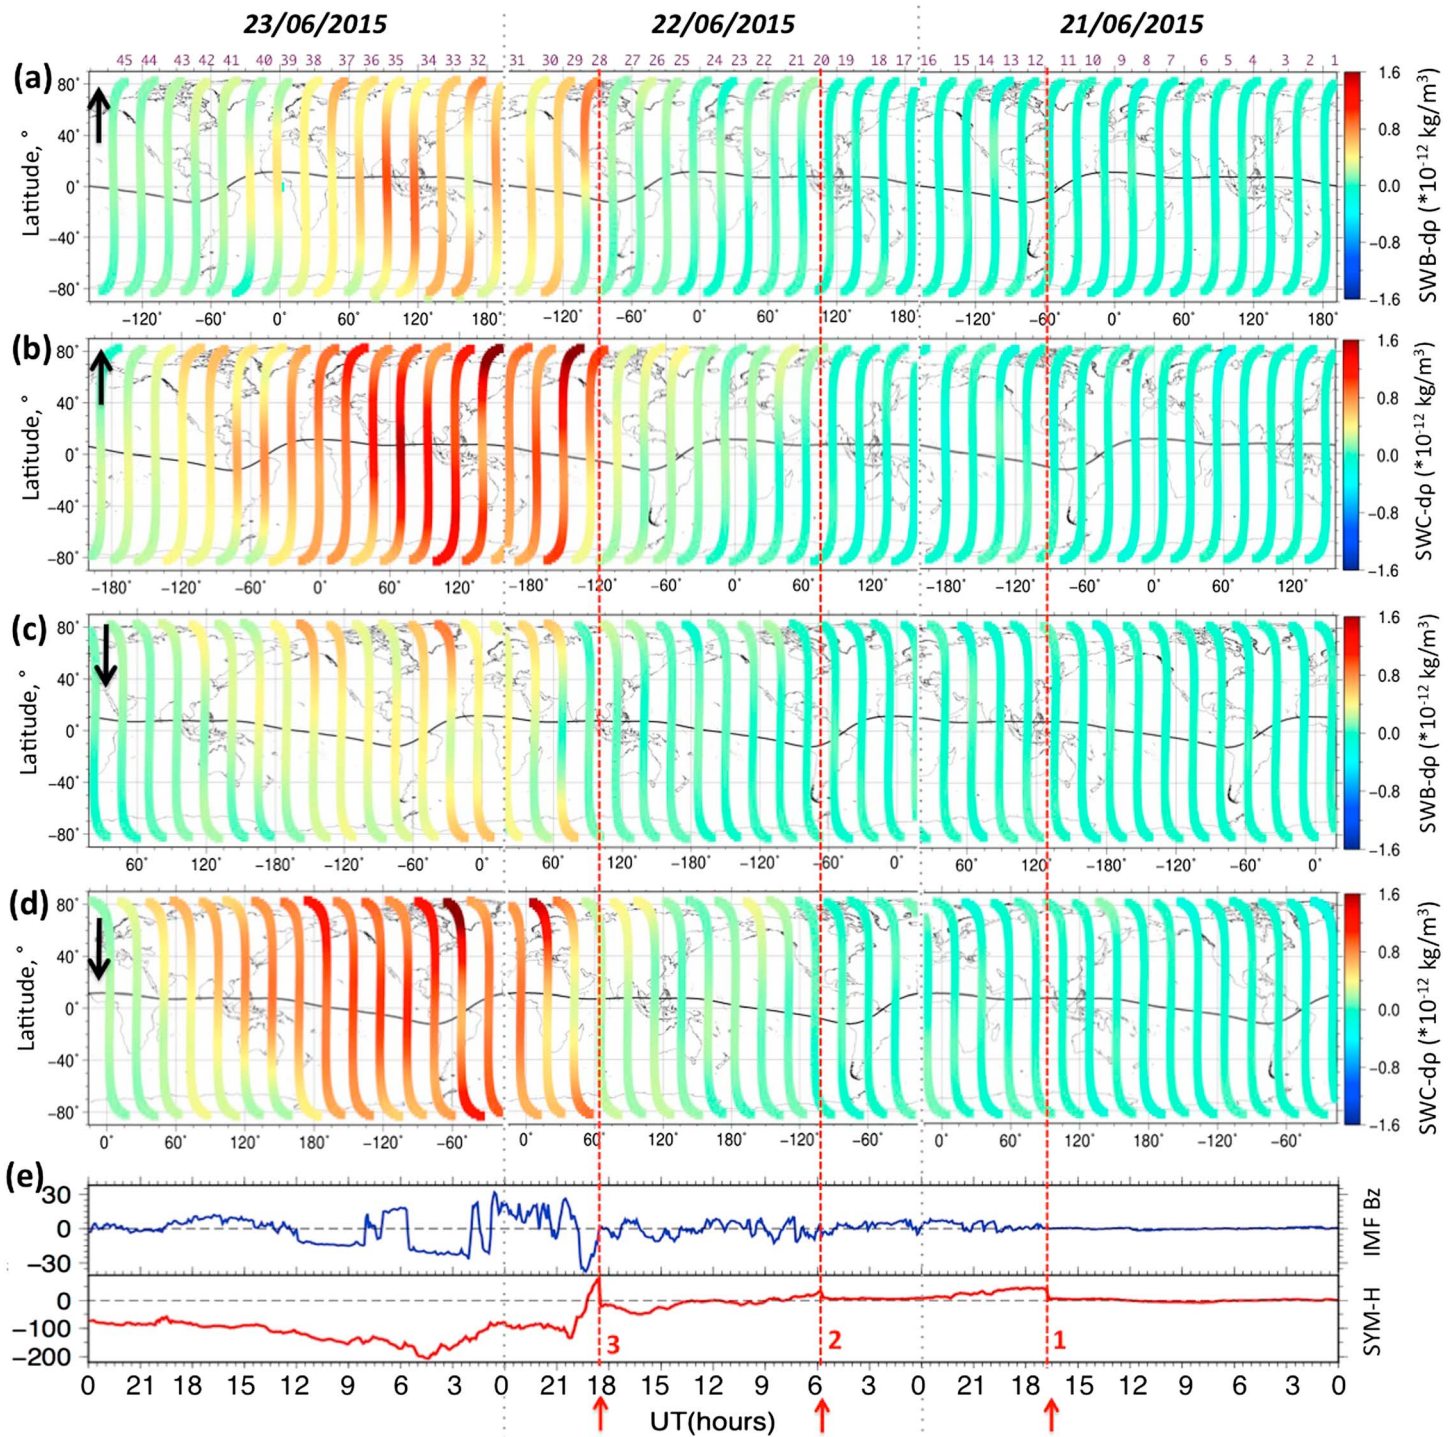 23/06/2015 22/06/2015 21/06/2015
45 44 43 42 41 40 39 38 37 36 35 34 33 32 31 30 29 28 27 26 25 24 23 22 21 20 19 18 17 16 15 14 13 12 11 10 9 8 7 6 5 4 3 2 1
(a)
Latitude, °
80°
40°
0°
−40°
−80°
1.6
0.8
0.0
−0.8
−1.6
SWB-dρ (*10-12 kg/m3)
−120° −60° 0° 60° 120° 180° −120° −60° 0° 60° 120° 180° −120° −60° 0° 60° 120° 180°
(b)
Latitude, °
80°
40°
0°
−40°
−80°
1.6
0.8
0.0
−0.8
−1.6
SWC-dρ (*10-12 kg/m3)
−180° −120° −60° 0° 60° 120° −180° −120° −60° 0° 60° 120° −180° −120° −60° 0° 60° 120°
(c)
Latitude, °
80°
40°
0°
−40°
−80°
1.6
0.8
0.0
−0.8
−1.6
SWB-dρ (*10-12 kg/m3)
60° 120° −180° −120° −60° 0° 60° 120° −180° −120° −60° 0° 60° 120° −180° −120° −60° 0°
(d)
Latitude, °
80°
40°
0°
−40°
−80°
1.6
0.8
0.0
−0.8
−1.6
SWC-dρ (*10-12 kg/m3)
0° 60° 120° 180° −120° −60° 0° 60° 120° 180° −120° −60° 0° 60° 120° 180° −120° −60°
(e)
30
0
−30
IMF Bz
0
−100
−200
SYM-H
3 2 1
0 21 18 15 12 9 6 3 0 21 18 15 12 9 6 3 0 21 18 15 12 9 6 3 0
UT(hours)